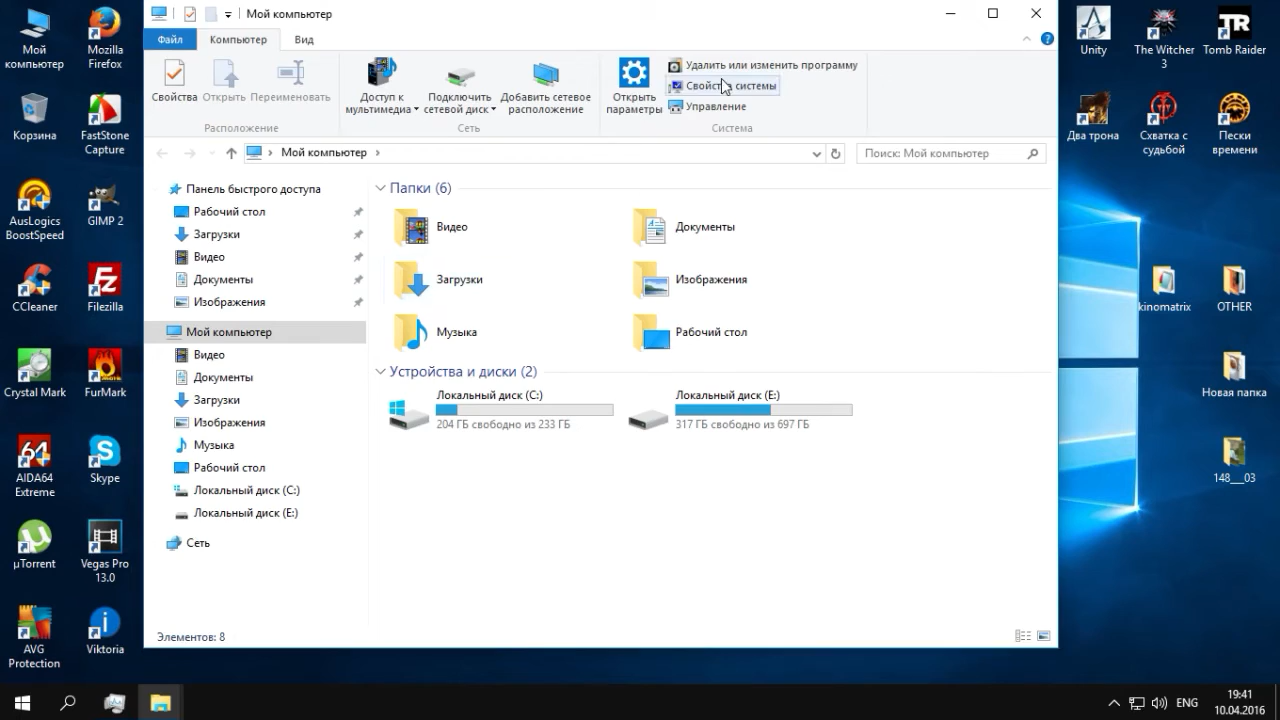 Мой компьютер
Файл
Компьютер
Вид
Свойства
Открыть
Переименовать
Расположение
Доступ к
мультимедиа
Подключить
сетевой диск
Добавить сетевое
расположение
Сеть
Открыть
параметры
Удалить или изменить программу
Свойства системы
Управление
Система
Мой компьютер
Поиск: Мой компьютер
Панель быстрого доступа
Рабочий стол
Загрузки
Видео
Документы
Изображения
Мой компьютер
Видео
Документы
Загрузки
Изображения
Музыка
Рабочий стол
Локальный диск (C:)
Локальный диск (E:)
Сеть
Папки (6)
Видео
Документы
Загрузки
Изображения
Музыка
Рабочий стол
Устройства и диски (2)
Локальный диск (C:)
204 ГБ свободно из 233 ГБ
Локальный диск (E:)
317 ГБ свободно из 697 ГБ
Элементов: 8
Мой
компьютер
Mozilla
Firefox
Корзина
FastStone
Capture
AusLogics
BoostSpeed
GIMP 2
CCleaner
Filezilla
Crystal Mark
FurMark
64
AIDA64
Extreme
Skype
µTorrent
Vegas Pro
13.0
AVG
Protection
Viktoria
Unity
The Witcher
3
TR
Tomb Raider
Два трона
Схватка с
судьбой
Пески
времени
kinomatrix
OTHER
Новая папка
148___03
ENG
19:41
10.04.2016